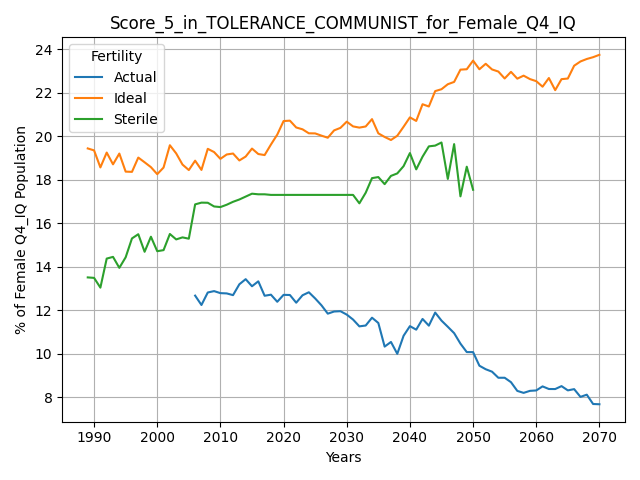 Score_5_in_TOLERANCE_COMMUNIST_for_Female_Q4_IQ
Fertility
Actual
Ideal
Sterile
% of Female Q4_IQ Population
24
22
20
18
16
14
12
10
8
1990 2000 2010 2020 2030 2040 2050 2060 2070
Years